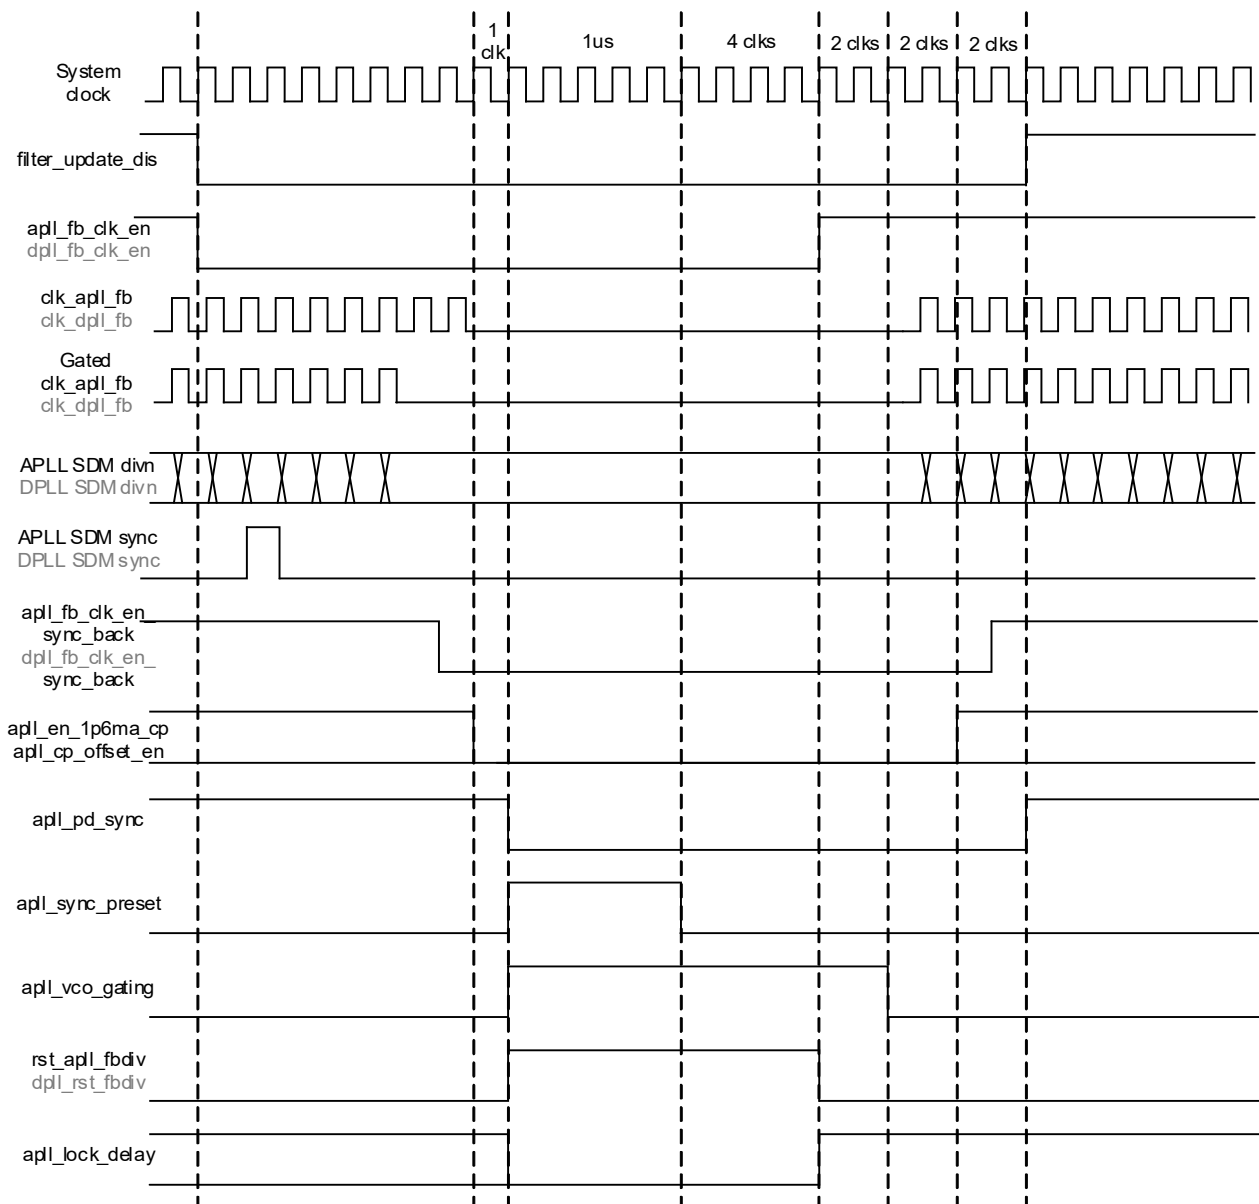 1
clk
1us
4 clks
2 clks
2 clks
2 clks
System
clock
filter_update_dis
apll_fb_clk_en
dpll_fb_clk_en
clk_apll_fb
clk_dpll_fb
Gated
clk_apll_fb
clk_dpll_fb
APLL SDM divn
DPLL SDM divn
APLL SDM sync
DPLL SDM sync
apll_fb_clk_en_
sync_back
dpll_fb_clk_en_
sync_back
apll_en_1p6ma_cp
apll_cp_offset_en
apll_pd_sync
apll_sync_preset
apll_vco_gating
rst_apll_fbdiv
dpll_rst_fbdiv
apll_lock_delay